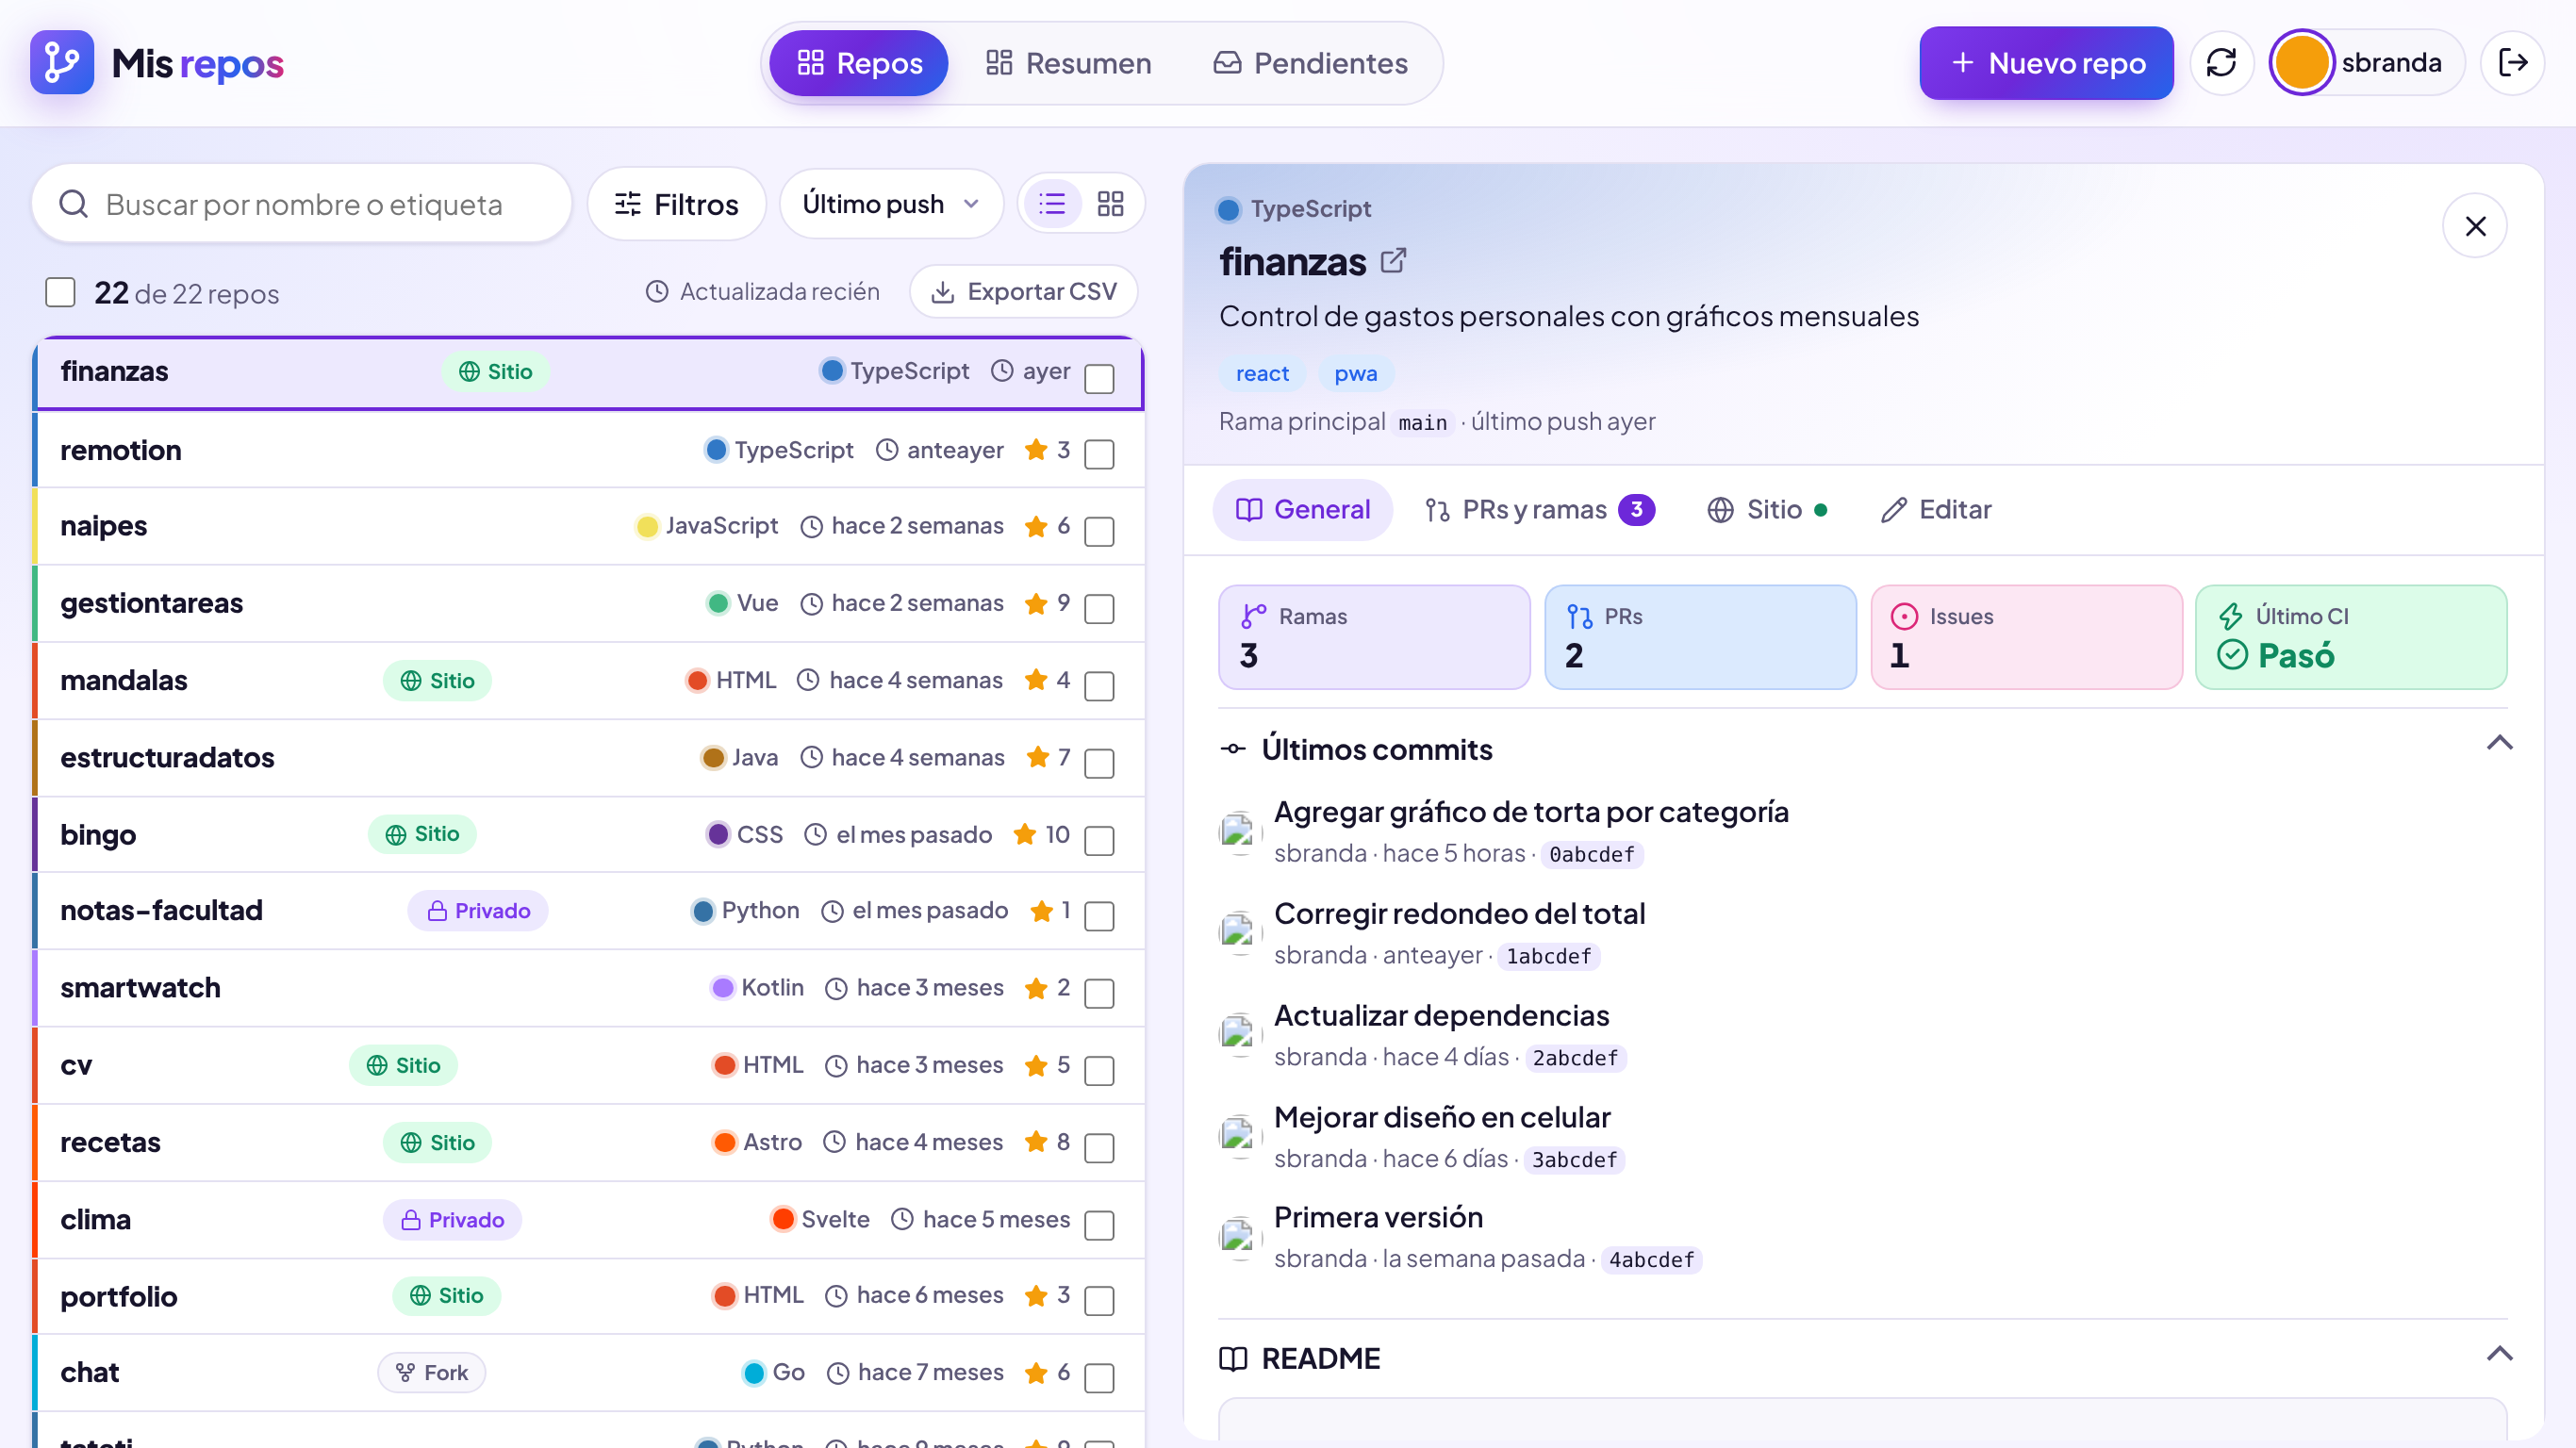 Mis repos
Repos
Resumen
Pendientes
+ Nuevo repo
sbranda
Buscar por nombre o etiqueta
Filtros
Último push
22 de 22 repos
Actualizada recién
Exportar CSV
finanzas Sitio TypeScript ayer
remotion TypeScript anteayer 3
naipes JavaScript hace 2 semanas 6
gestiontareas Vue hace 2 semanas 9
mandalas Sitio HTML hace 4 semanas 4
estructuradatos Java hace 4 semanas 7
bingo Sitio CSS el mes pasado 10
notas-facultad Privado Python el mes pasado 1
smartwatch Kotlin hace 3 meses 2
cv Sitio HTML hace 3 meses 5
recetas Sitio Astro hace 4 meses 8
clima Privado Svelte hace 5 meses
portfolio Sitio HTML hace 6 meses 3
chat Fork Go hace 7 meses 6
TypeScript
finanzas
Control de gastos personales con gráficos mensuales
react pwa
Rama principal main · último push ayer
General
PRs y ramas 3
Sitio
Editar
Ramas
3
PRs
2
Issues
1
Último CI
Pasó
Últimos commits
Agregar gráfico de torta por categoría
sbranda · hace 5 horas · 0abcdef
Corregir redondeo del total
sbranda · anteayer · 1abcdef
Actualizar dependencias
sbranda · hace 4 días · 2abcdef
Mejorar diseño en celular
sbranda · hace 6 días · 3abcdef
Primera versión
sbranda · la semana pasada · 4abcdef
README